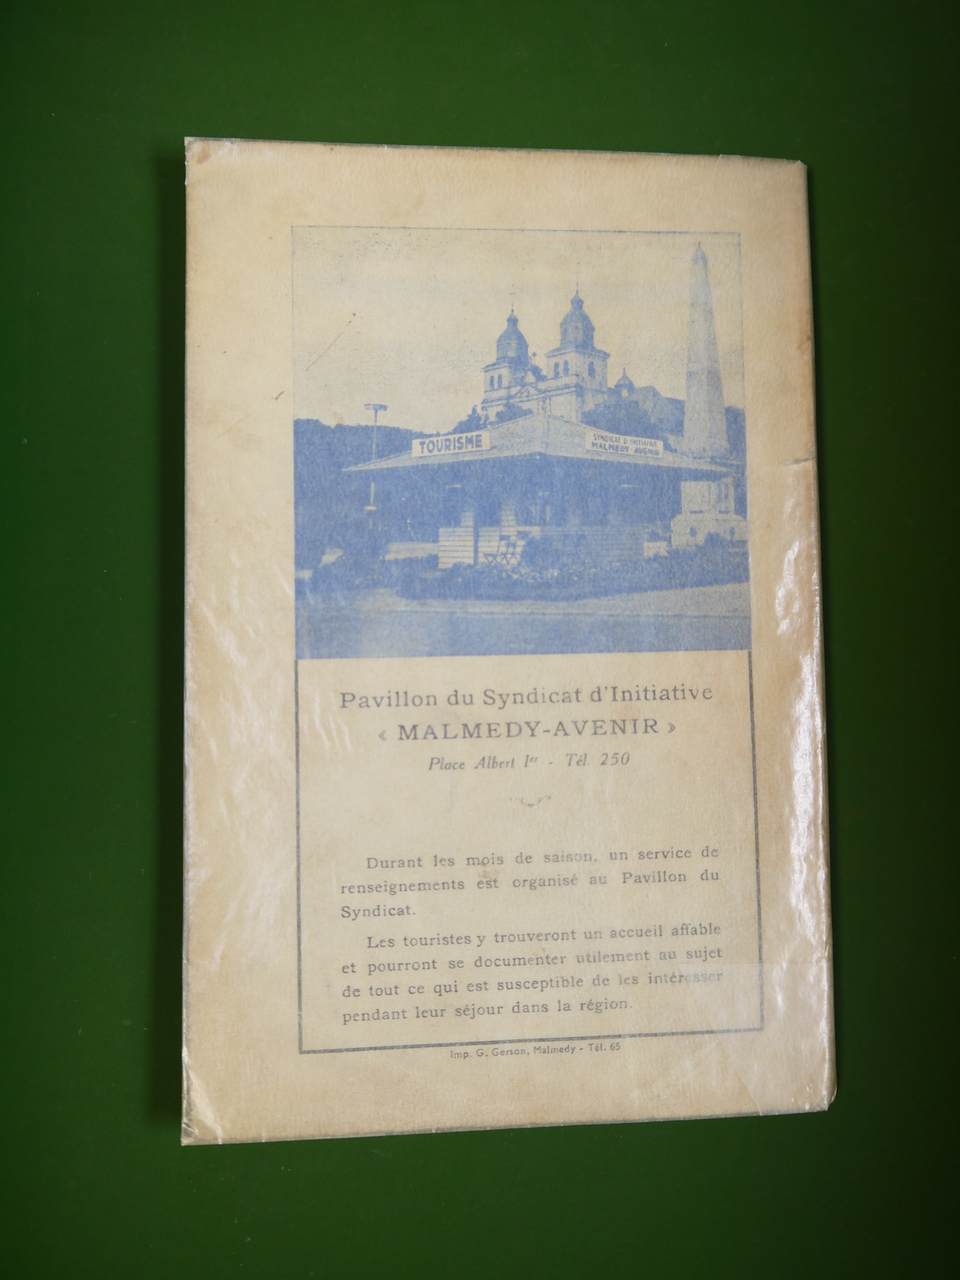 TOURISME
SYNDICAT D'INITIATIVE
MALMEDY-AVENIR
Pavillon du Syndicat d'Initiative
« MALMEDY-AVENIR »
Place Albert Ier - Tél. 250
Durant les mois de saison, un service de
renseignements est organisé au Pavillon du
Syndicat.
Les touristes y trouveront un accueil affable
et pourront se documenter utilement au sujet
de tout ce qui est susceptible de les intéresser
pendant leur séjour dans la région.
Imp. G. Gerson, Malmedy - Tél. 65